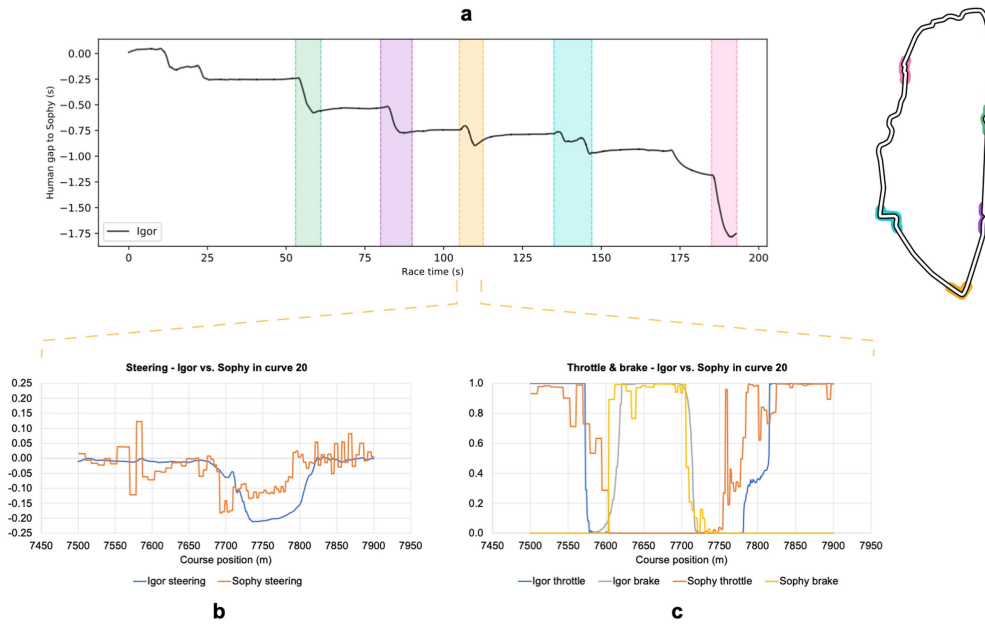 a
0.00
−0.25
−0.50
−0.75
−1.00
−1.25
−1.50
−1.75
Human gap to Sophy (s)
Igor
0 25 50 75 100 125 150 175 200
Race time (s)
Steering - Igor vs. Sophy in curve 20
0.25
0.20
0.15
0.10
0.05
0.00
-0.05
-0.10
-0.15
-0.20
-0.25
7450 7500 7550 7600 7650 7700 7750 7800 7850 7900 7950
Course position (m)
Igor steering Sophy steering
b
Throttle & brake - Igor vs. Sophy in curve 20
1.0
0.8
0.6
0.4
0.2
0.0
7450 7500 7550 7600 7650 7700 7750 7800 7850 7900 7950
Course position (m)
Igor throttle Igor brake Sophy throttle Sophy brake
c